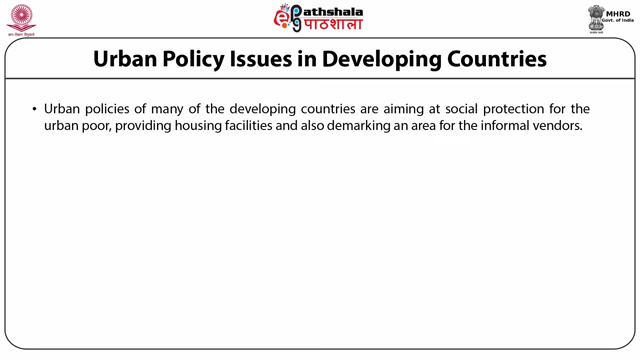 ePG Pathshala
पाठशाला
MHRD
Govt. of India
Urban Policy Issues in Developing Countries
• Urban policies of many of the developing countries are aiming at social protection for the
urban poor, providing housing facilities and also demarking an area for the informal vendors.